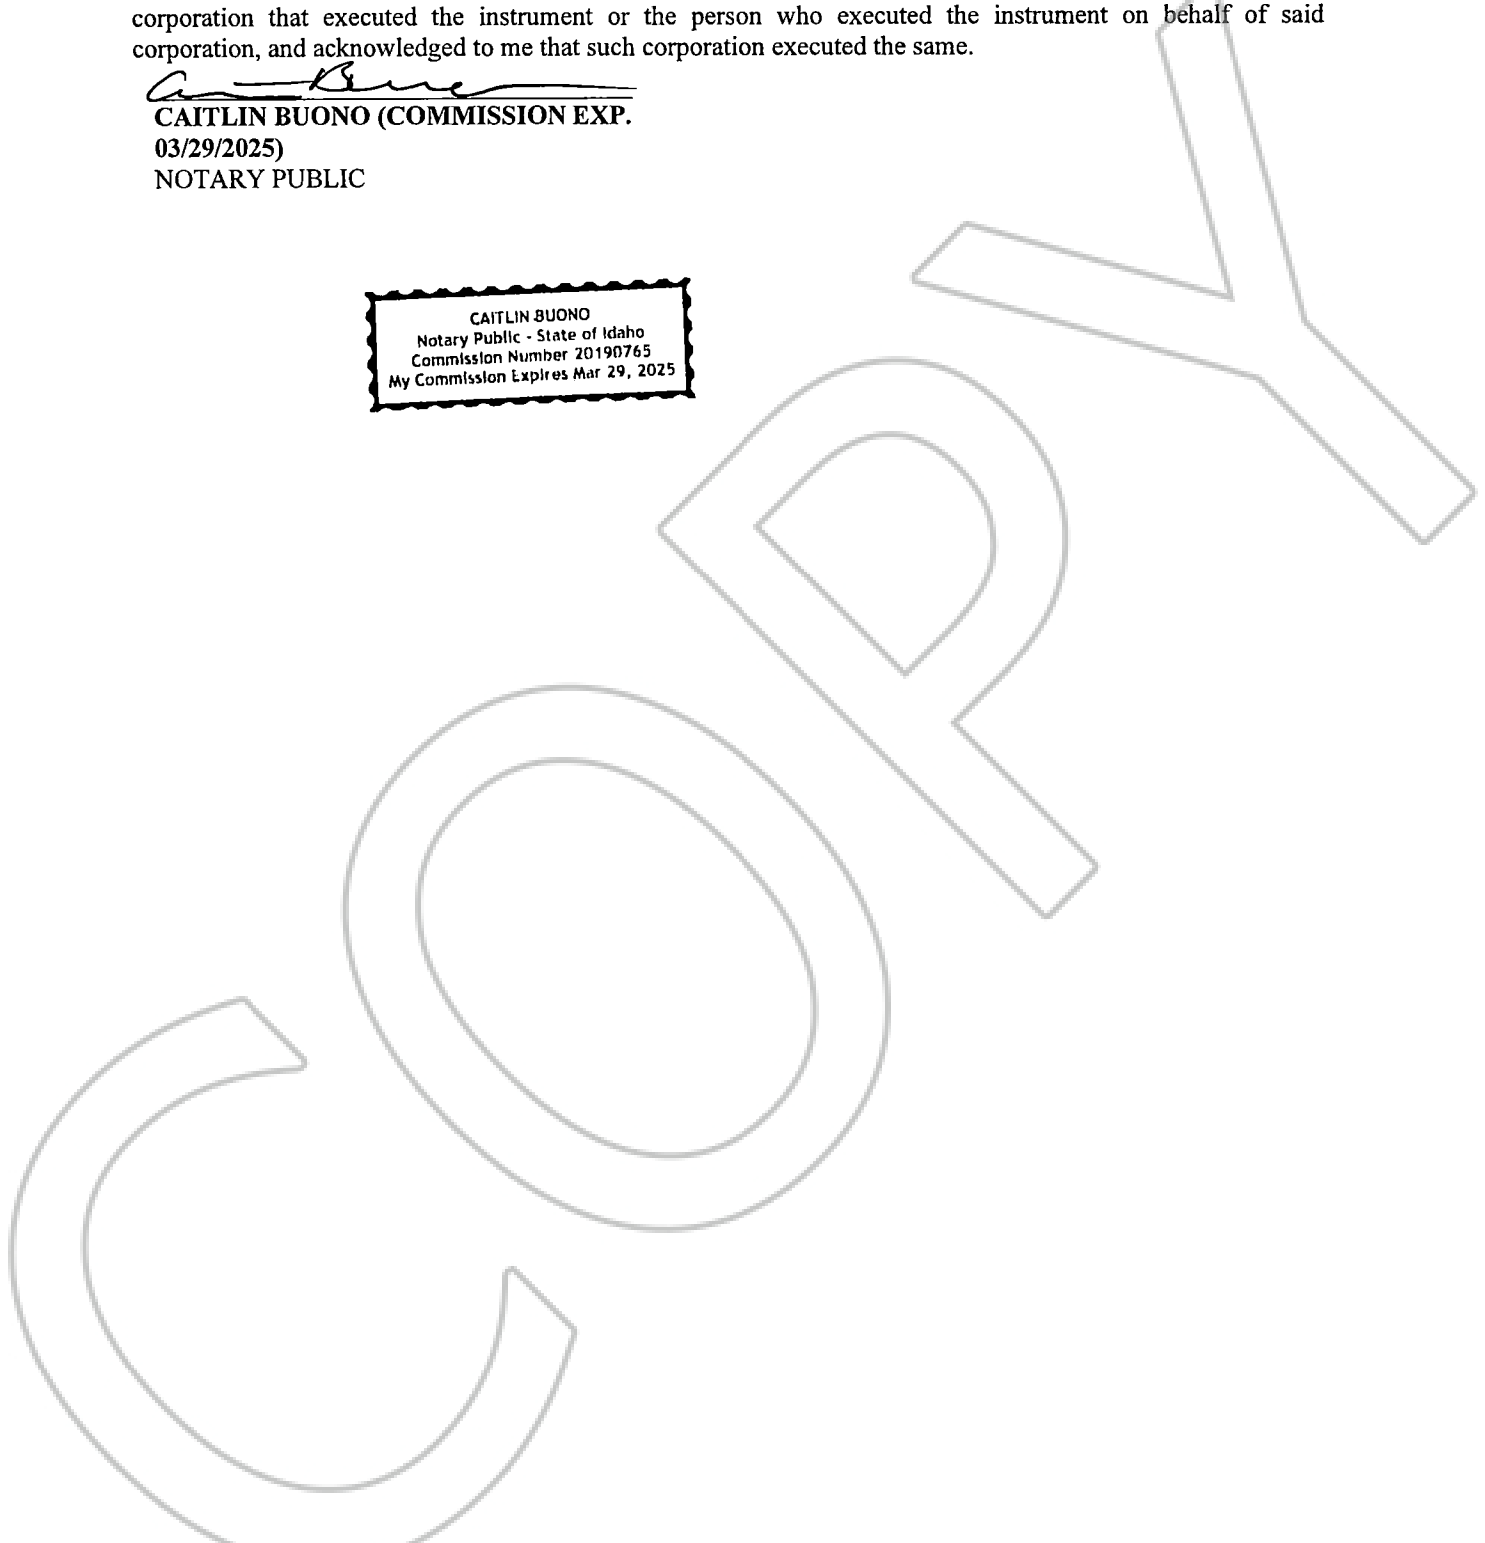 corporation that executed the instrument or the person who executed the instrument on behalf of said
corporation, and acknowledged to me that such corporation executed the same.
CAITLIN BUONO (COMMISSION EXP.
03/29/2025)
NOTARY PUBLIC
CAITLIN BUONO
Notary Public - State of Idaho
Commission Number 20190765
My Commission Expires Mar 29, 2025
COPY